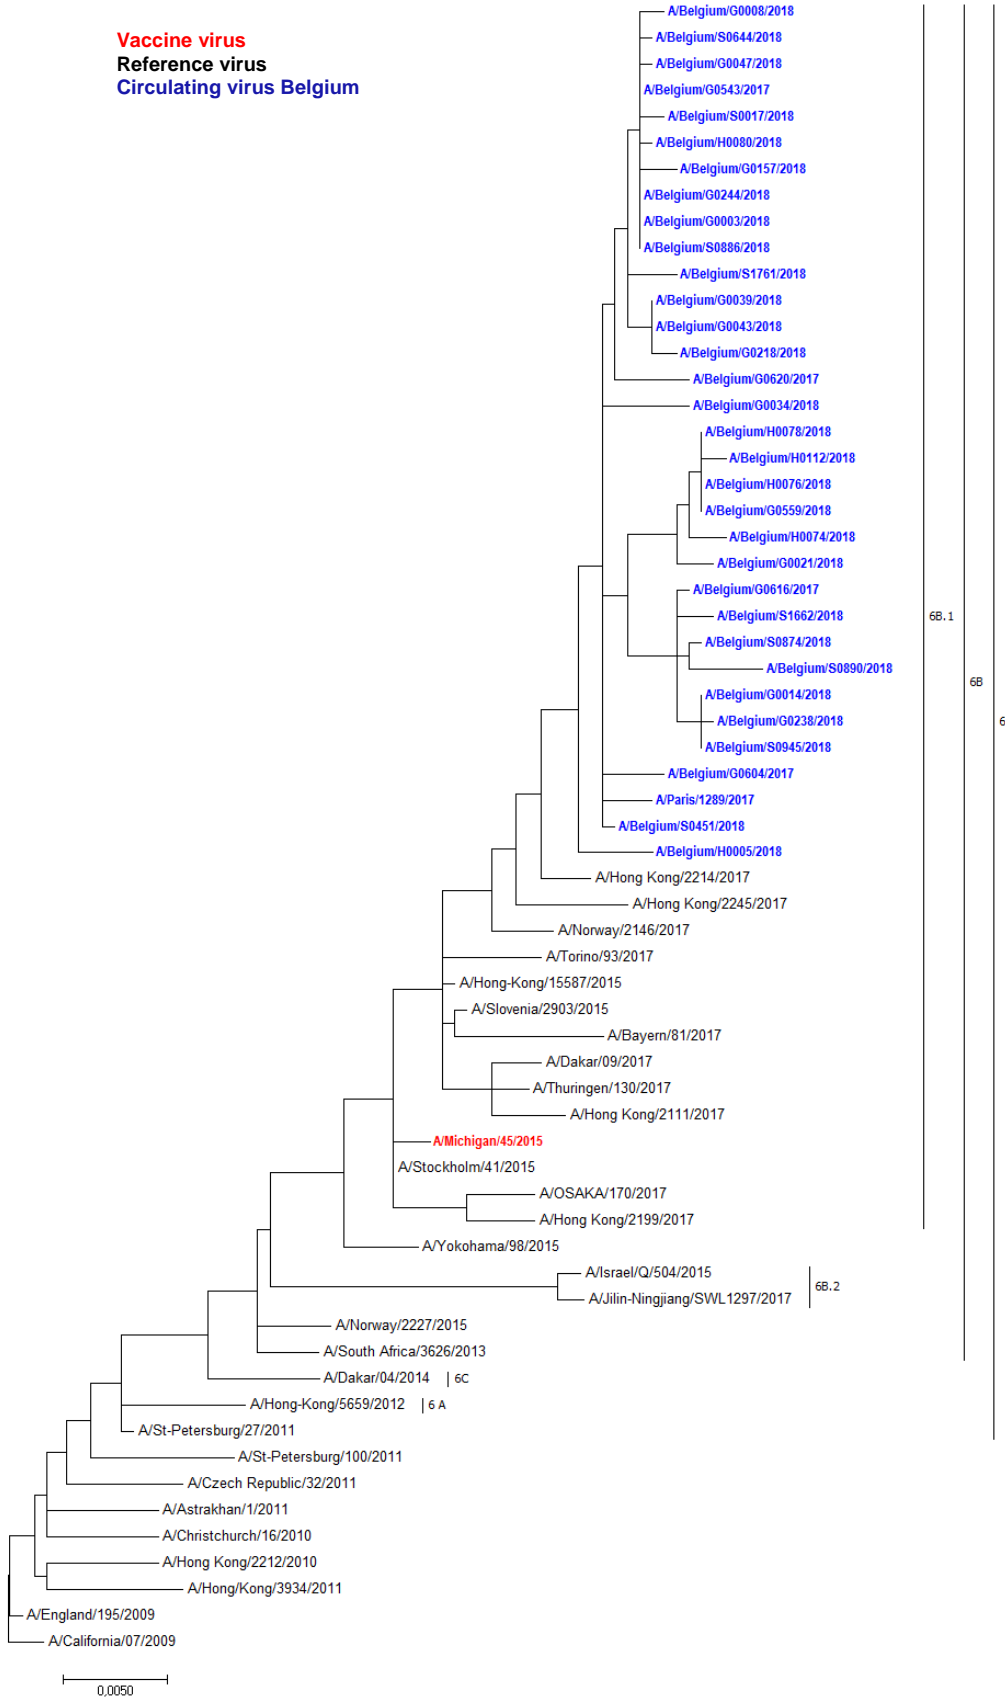 Vaccine virus
Reference virus
Circulating virus Belgium
A/Belgium/G0008/2018
A/Belgium/S0644/2018
A/Belgium/G0047/2018
A/Belgium/G0543/2017
A/Belgium/S0017/2018
A/Belgium/H0080/2018
A/Belgium/G0157/2018
A/Belgium/G0244/2018
A/Belgium/G0003/2018
A/Belgium/S0886/2018
A/Belgium/S1761/2018
A/Belgium/G0039/2018
A/Belgium/G0043/2018
A/Belgium/G0218/2018
A/Belgium/G0620/2017
A/Belgium/G0034/2018
A/Belgium/H0078/2018
A/Belgium/H0112/2018
A/Belgium/H0076/2018
A/Belgium/G0559/2018
A/Belgium/H0074/2018
A/Belgium/G0021/2018
A/Belgium/G0616/2017
A/Belgium/S1662/2018
6B.1
A/Belgium/S0874/2018
A/Belgium/S0890/2018
6B
A/Belgium/G0014/2018
A/Belgium/G0238/2018
6
A/Belgium/S0945/2018
A/Belgium/G0604/2017
A/Paris/1289/2017
A/Belgium/S0451/2018
A/Belgium/H0005/2018
A/Hong Kong/2214/2017
A/Hong Kong/2245/2017
A/Norway/2146/2017
A/Torino/93/2017
A/Hong-Kong/15587/2015
A/Slovenia/2903/2015
A/Bayern/81/2017
A/Dakar/09/2017
A/Thuringen/130/2017
A/Hong Kong/2111/2017
A/Michigan/45/2015
A/Stockholm/41/2015
A/OSAKA/170/2017
A/Hong Kong/2199/2017
A/Yokohama/98/2015
A/Israel/Q/504/2015
6B.2
A/Jilin-Ningjiang/SWL1297/2017
A/Norway/2227/2015
A/South Africa/3626/2013
A/Dakar/04/2014 6C
A/Hong-Kong/5659/2012 6 A
A/St-Petersburg/27/2011
A/St-Petersburg/100/2011
A/Czech Republic/32/2011
A/Astrakhan/1/2011
A/Christchurch/16/2010
A/Hong Kong/2212/2010
A/Hong/Kong/3934/2011
A/England/195/2009
A/California/07/2009
0,0050